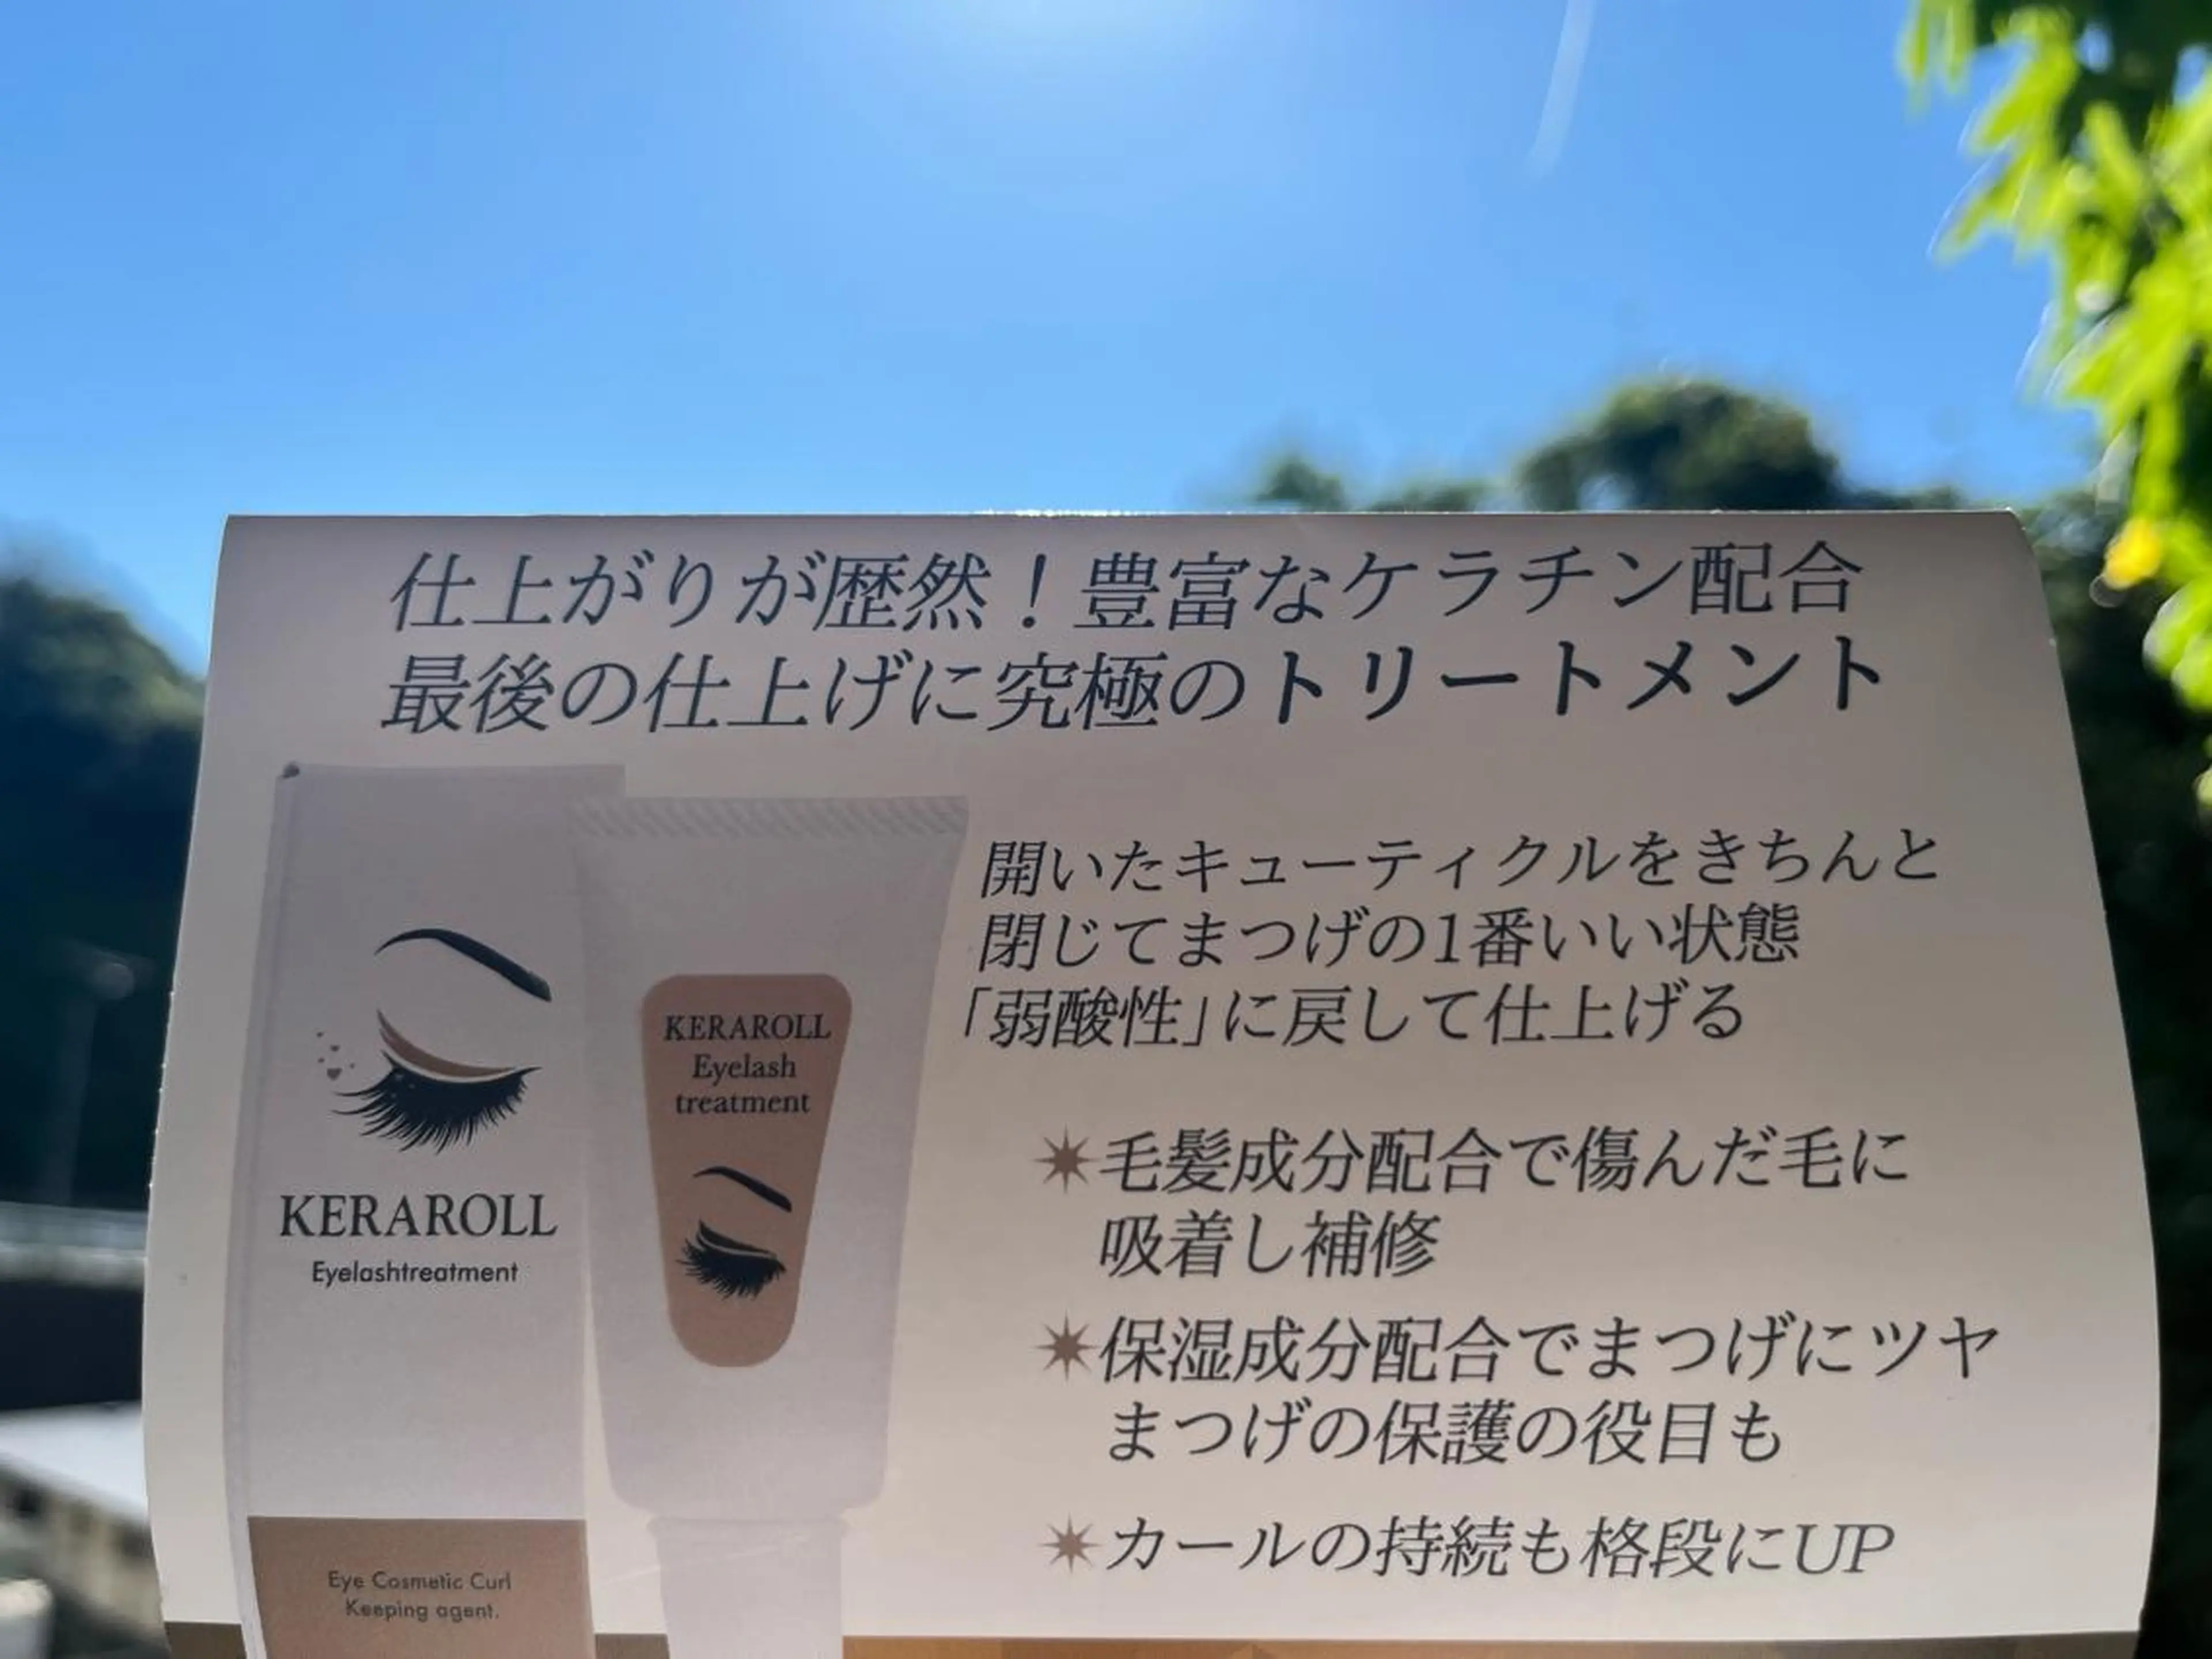 仕上がりが歴然！豊富なケラチン配合
最後の仕上げに究極のトリートメント
開いたキューティクルをきちんと
閉じてまつげの1番いい状態
「弱酸性」に戻して仕上げる
✴毛髪成分配合で傷んだ毛に
吸着し補修
✴保湿成分配合でまつげにツヤ
まつげの保護の役目も
✴カールの持続も格段にUP
KERAROLL
Eyelashtreatment
Eye Cosmetic Curl
Keeping agent.
KERAROLL
Eyelash
treatment